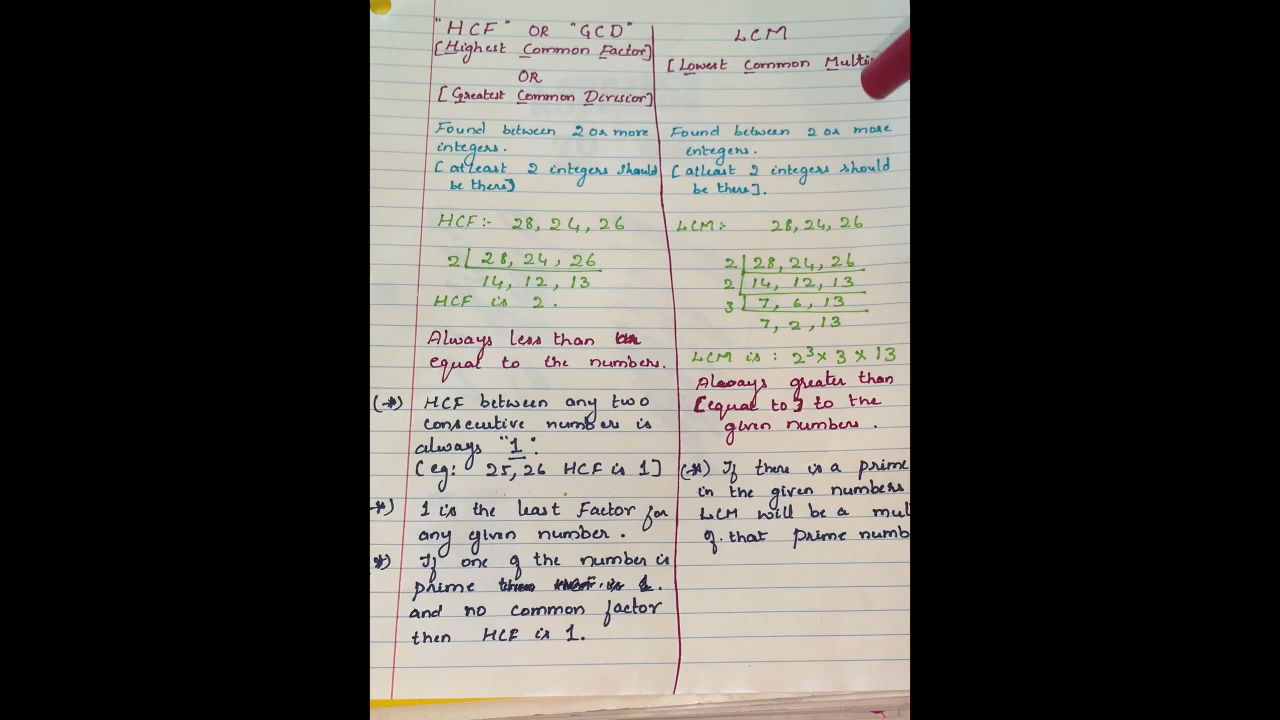 "HCF" OR "GCD"
[Highest Common Factor]
OR
[Greatest Common Division]
Found between 2 or more
integers.
[atleast 2 integers should
be there]
HCF:- 28, 24, 26
2 | 28, 24, 26
14, 12, 13
HCF is 2.
Always less than
equal to the numbers.
(*) HCF between any two
consecutive number is
always "1".
[eg: 25, 26 HCF is 1]
*) 1 is the least Factor for
any given number.
*) If one of the number is
prime
and no common factor
then HCF is 1.
LCM
[Lowest Common Multi
Found between 2 or more
integers.
[atleast 2 integers should
be there].
LCM: 28, 24, 26
2 | 28, 24, 26
2 | 14, 12, 13
3 | 7, 6, 13
7, 2, 13
LCM is : 2³ x 3 x 13
Always greater than
[equal to] to the
given numbers.
(*) If there is a prime
in the given numbers
LCM will be a mul
of that prime numb